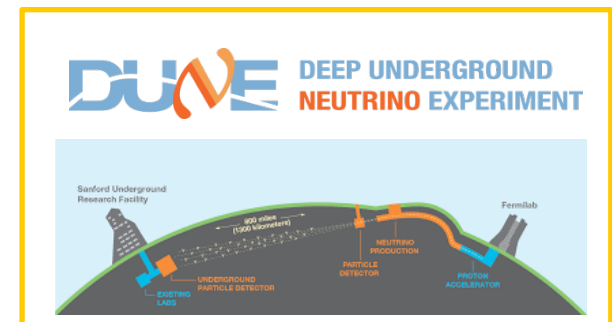 DUNE DEEP UNDERGROUND
NEUTRINO EXPERIMENT
Sanford Underground
Research Facility
Fermilab
800 miles
(1300 kilometers)
NEUTRINO
PRODUCTION
PARTICLE
DETECTOR
PROTON
ACCELERATOR
UNDERGROUND
PARTICLE DETECTOR
EXISTING
LABS